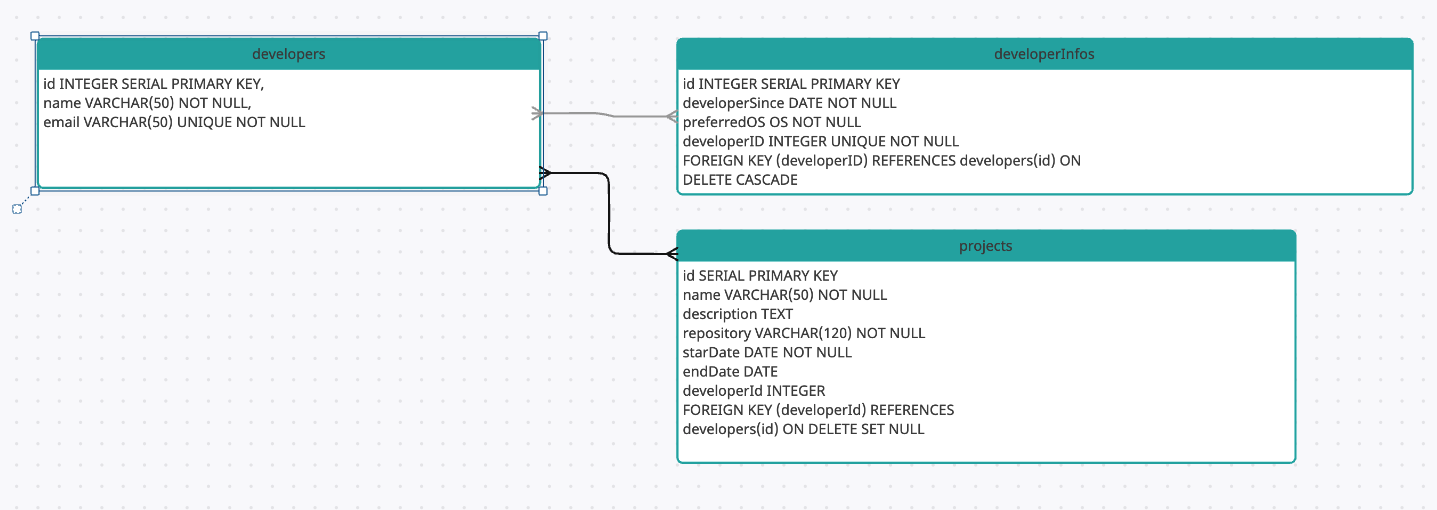 developers
id INTEGER SERIAL PRIMARY KEY,
name VARCHAR(50) NOT NULL,
email VARCHAR(50) UNIQUE NOT NULL
developerInfos
id INTEGER SERIAL PRIMARY KEY
developerSince DATE NOT NULL
preferredOS OS NOT NULL
developerID INTEGER UNIQUE NOT NULL
FOREIGN KEY (developerID) REFERENCES developers(id) ON
DELETE CASCADE
projects
id SERIAL PRIMARY KEY
name VARCHAR(50) NOT NULL
description TEXT
repository VARCHAR(120) NOT NULL
starDate DATE NOT NULL
endDate DATE
developerId INTEGER
FOREIGN KEY (developerId) REFERENCES
developers(id) ON DELETE SET NULL